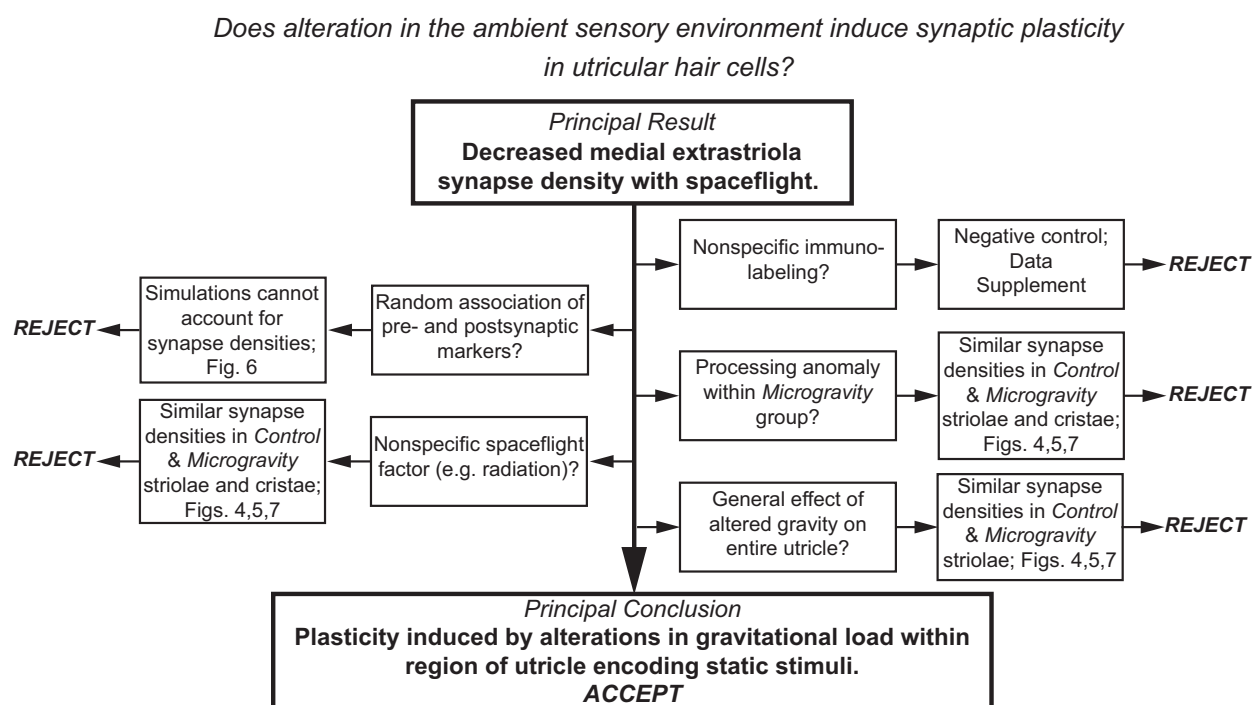 Does alteration in the ambient sensory environment induce synaptic plasticity
in utricular hair cells?
Principal Result
Decreased medial extrastriola
synapse density with spaceflight.
Nonspecific immuno-
labeling?
Negative control;
Data
Supplement
REJECT
Random association of
pre- and postsynaptic
markers?
Simulations cannot
account for
synapse densities;
Fig. 6
REJECT
Processing anomaly
within Microgravity
group?
Similar synapse
densities in Control
& Microgravity
striolae and cristae;
Figs. 4,5,7
REJECT
Nonspecific spaceflight
factor (e.g. radiation)?
Similar synapse
densities in Control
& Microgravity
striolae and cristae;
Figs. 4,5,7
REJECT
General effect of
altered gravity on
entire utricle?
Similar synapse
densities in Control
& Microgravity
striolae; Figs. 4,5,7
REJECT
Principal Conclusion
Plasticity induced by alterations in gravitational load within
region of utricle encoding static stimuli.
ACCEPT